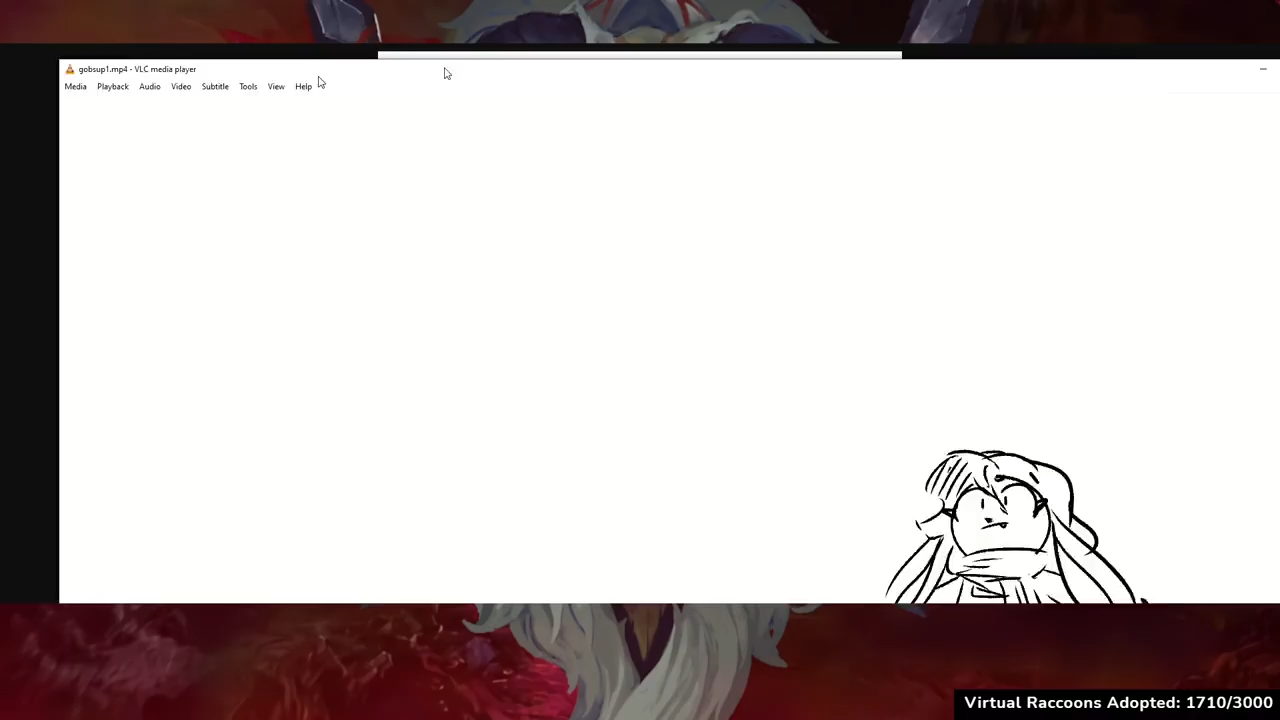 gobsup1.mp4 - VLC media player
Media Playback Audio Video Subtitle Tools View Help
Virtual Raccoons Adopted: 1710/3000